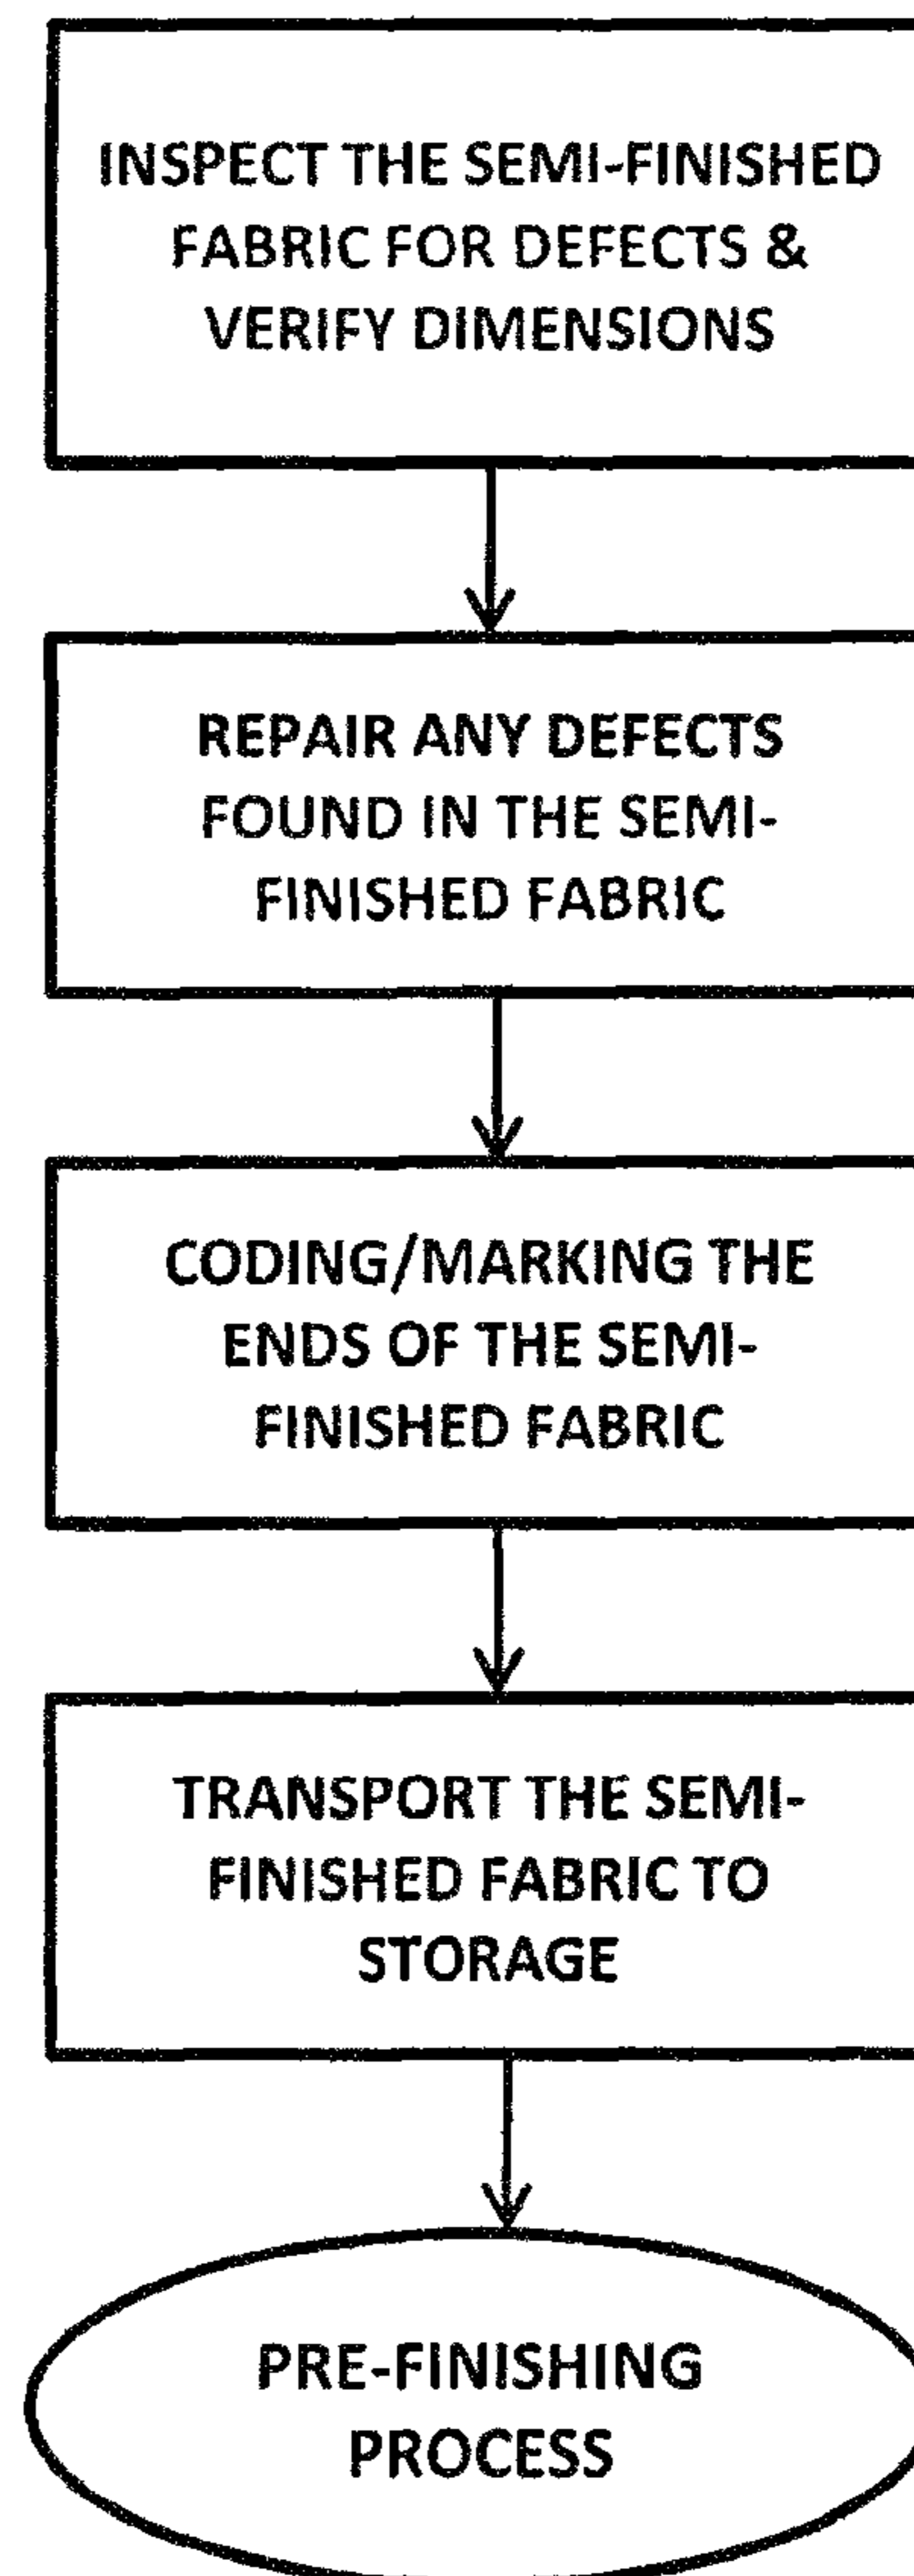 INSPECT THE SEMI-FINISHED
FABRIC FOR DEFECTS &
VERIFY DIMENSIONS
REPAIR ANY DEFECTS
FOUND IN THE SEMI-
FINISHED FABRIC
CODING/MARKING THE
ENDS OF THE SEMI-
FINISHED FABRIC
TRANSPORT THE SEMI-
FINISHED FABRIC TO
STORAGE
PRE-FINISHING
PROCESS